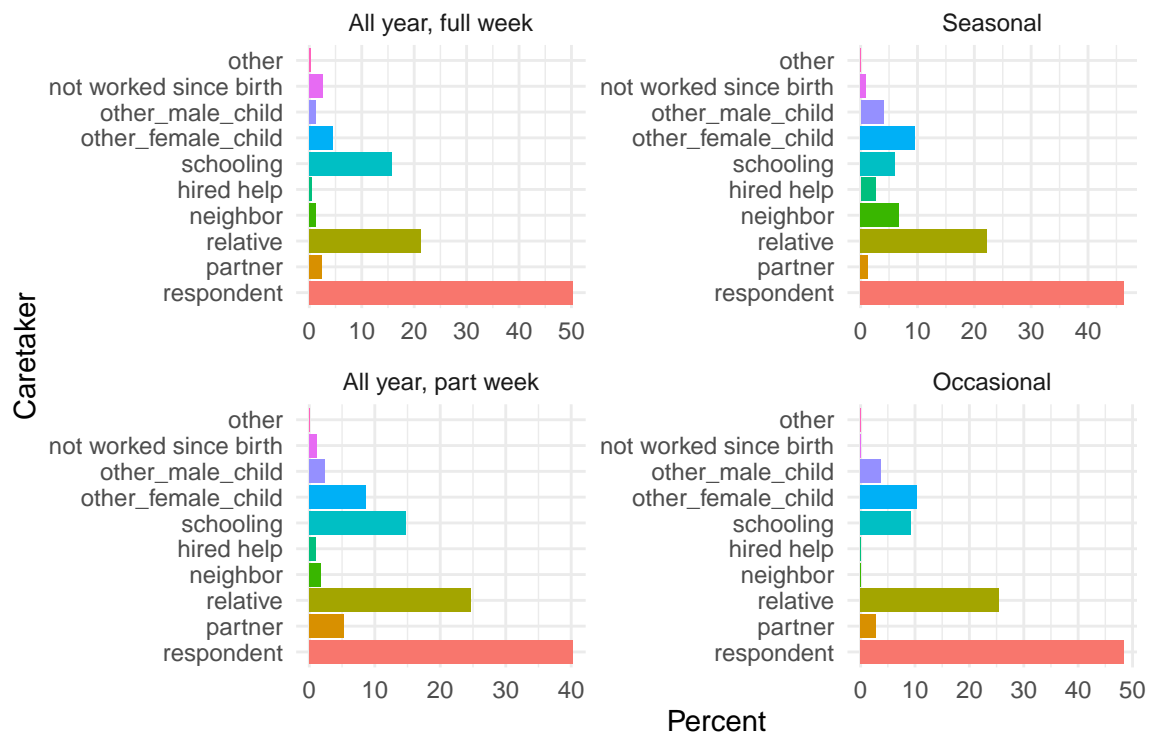 All year, full week
other
not worked since birth
other_male_child
other_female_child
schooling
hired help
neighbor
relative
partner
respondent
0 10 20 30 40 50
Seasonal
other
not worked since birth
other_male_child
other_female_child
schooling
hired help
neighbor
relative
partner
respondent
0 10 20 30 40
Caretaker
All year, part week
other
not worked since birth
other_male_child
other_female_child
schooling
hired help
neighbor
relative
partner
respondent
0 10 20 30 40
Occasional
other
not worked since birth
other_male_child
other_female_child
schooling
hired help
neighbor
relative
partner
respondent
0 10 20 30 40 50
Percent